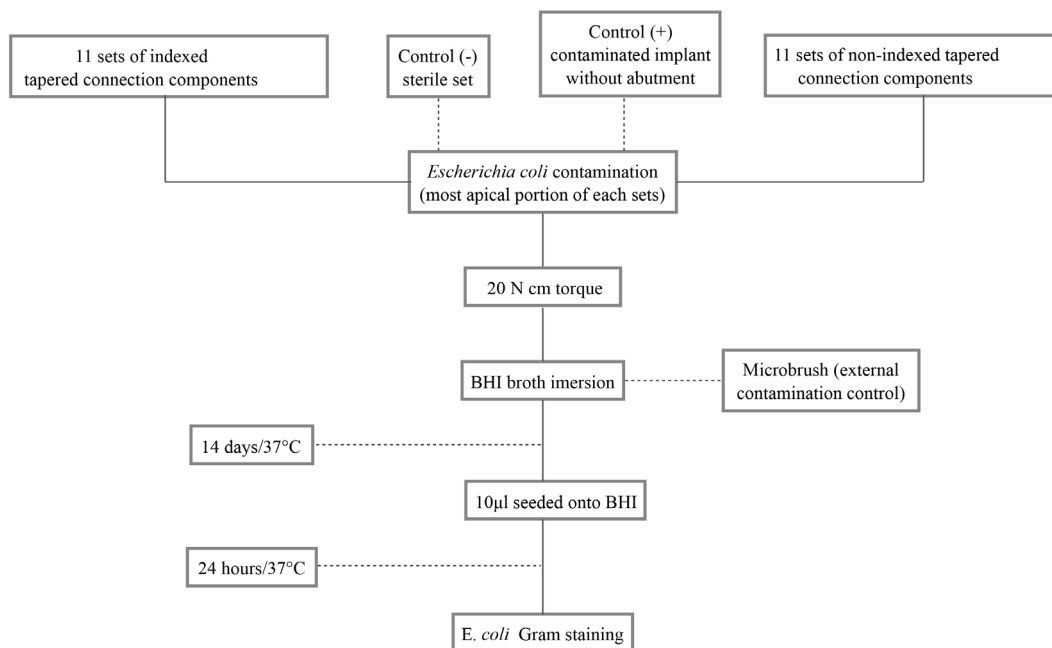 11 sets of indexed
tapered connection components
Control (-)
sterile set
Control (+)
contaminated implant
without abutment
11 sets of non-indexed tapered
connection components
Escherichia coli contamination
(most apical portion of each sets)
20 N cm torque
BHI broth imersion
Microbrush (external
contamination control)
14 days/37°C
10μl seeded onto BHI
24 hours/37°C
E. coli Gram staining